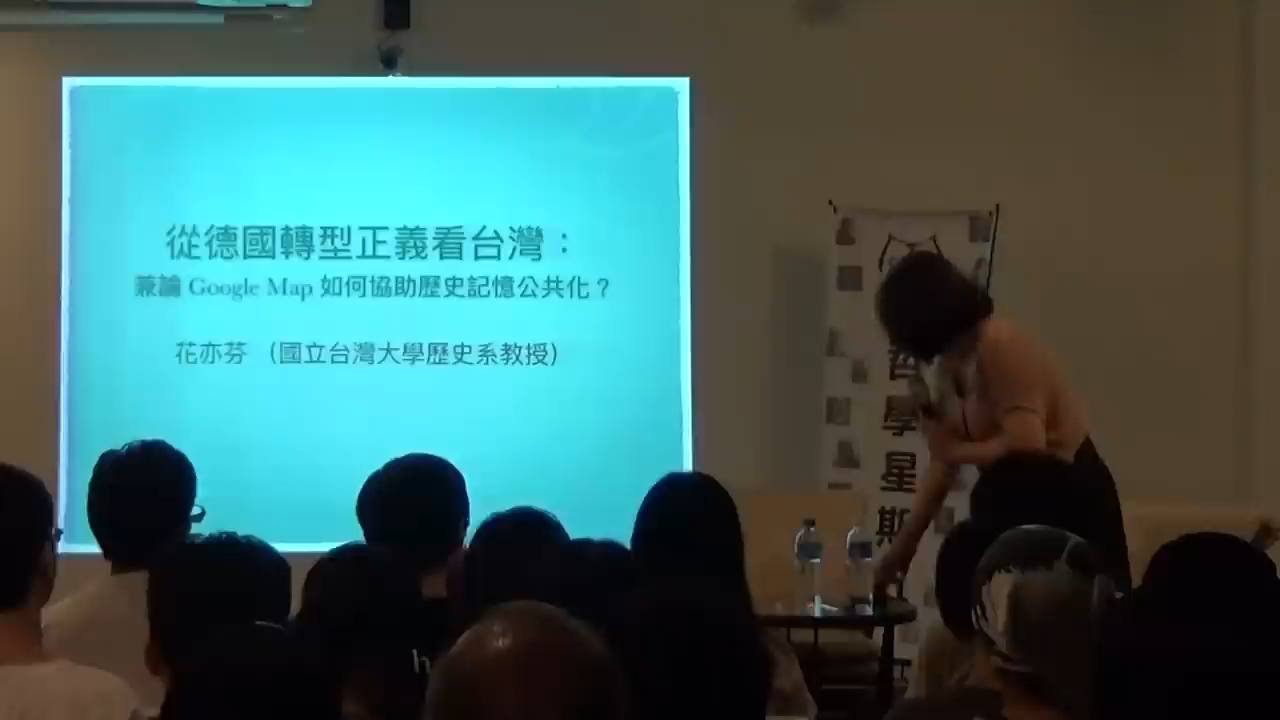 從德國轉型正義看台灣：
兼論 Google Map 如何協助歷史記憶公共化？
花亦芬 （國立台灣大學歷史系教授）
哲學星期
h